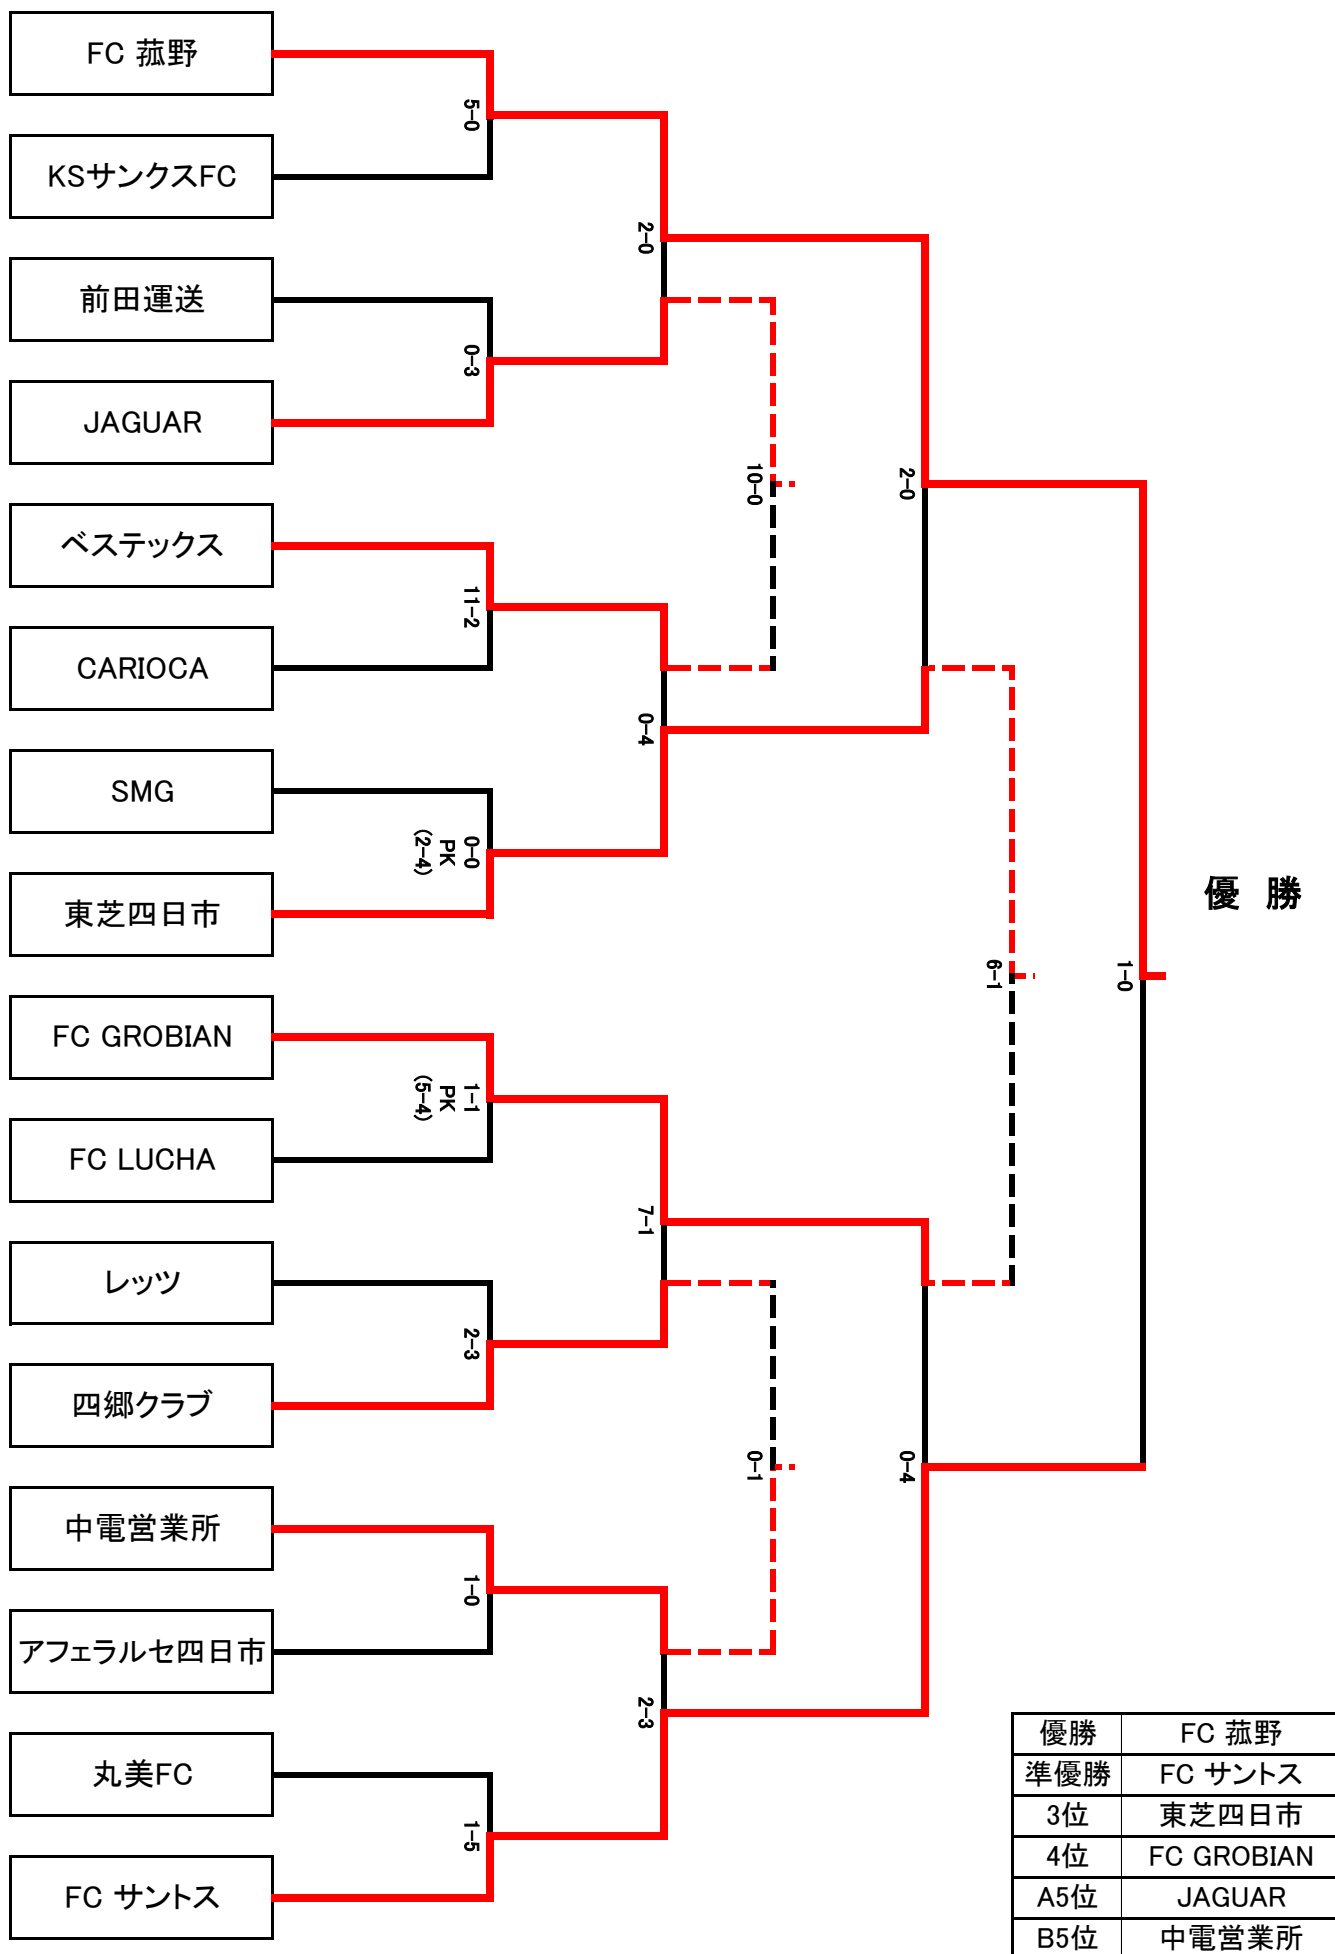 FC 菰野
5-0
KSサンクスFC
2-0
前田運送
0-3
JAGUAR
10-0
2-0
ベステックス
11-2
CARIOCA
0-4
SMG
0-0
PK
(2-4)
東芝四日市
優 勝
6-1
1-0
FC GROBIAN
1-1
PK
(5-4)
FC LUCHA
7-1
レッツ
2-3
四郷クラブ
0-1
0-4
中電営業所
1-0
アフェラルセ四日市
2-3
丸美FC
1-5
FC サントス
優勝 FC 菰野
準優勝 FC サントス
3位 東芝四日市
4位 FC GROBIAN
A5位 JAGUAR
B5位 中電営業所